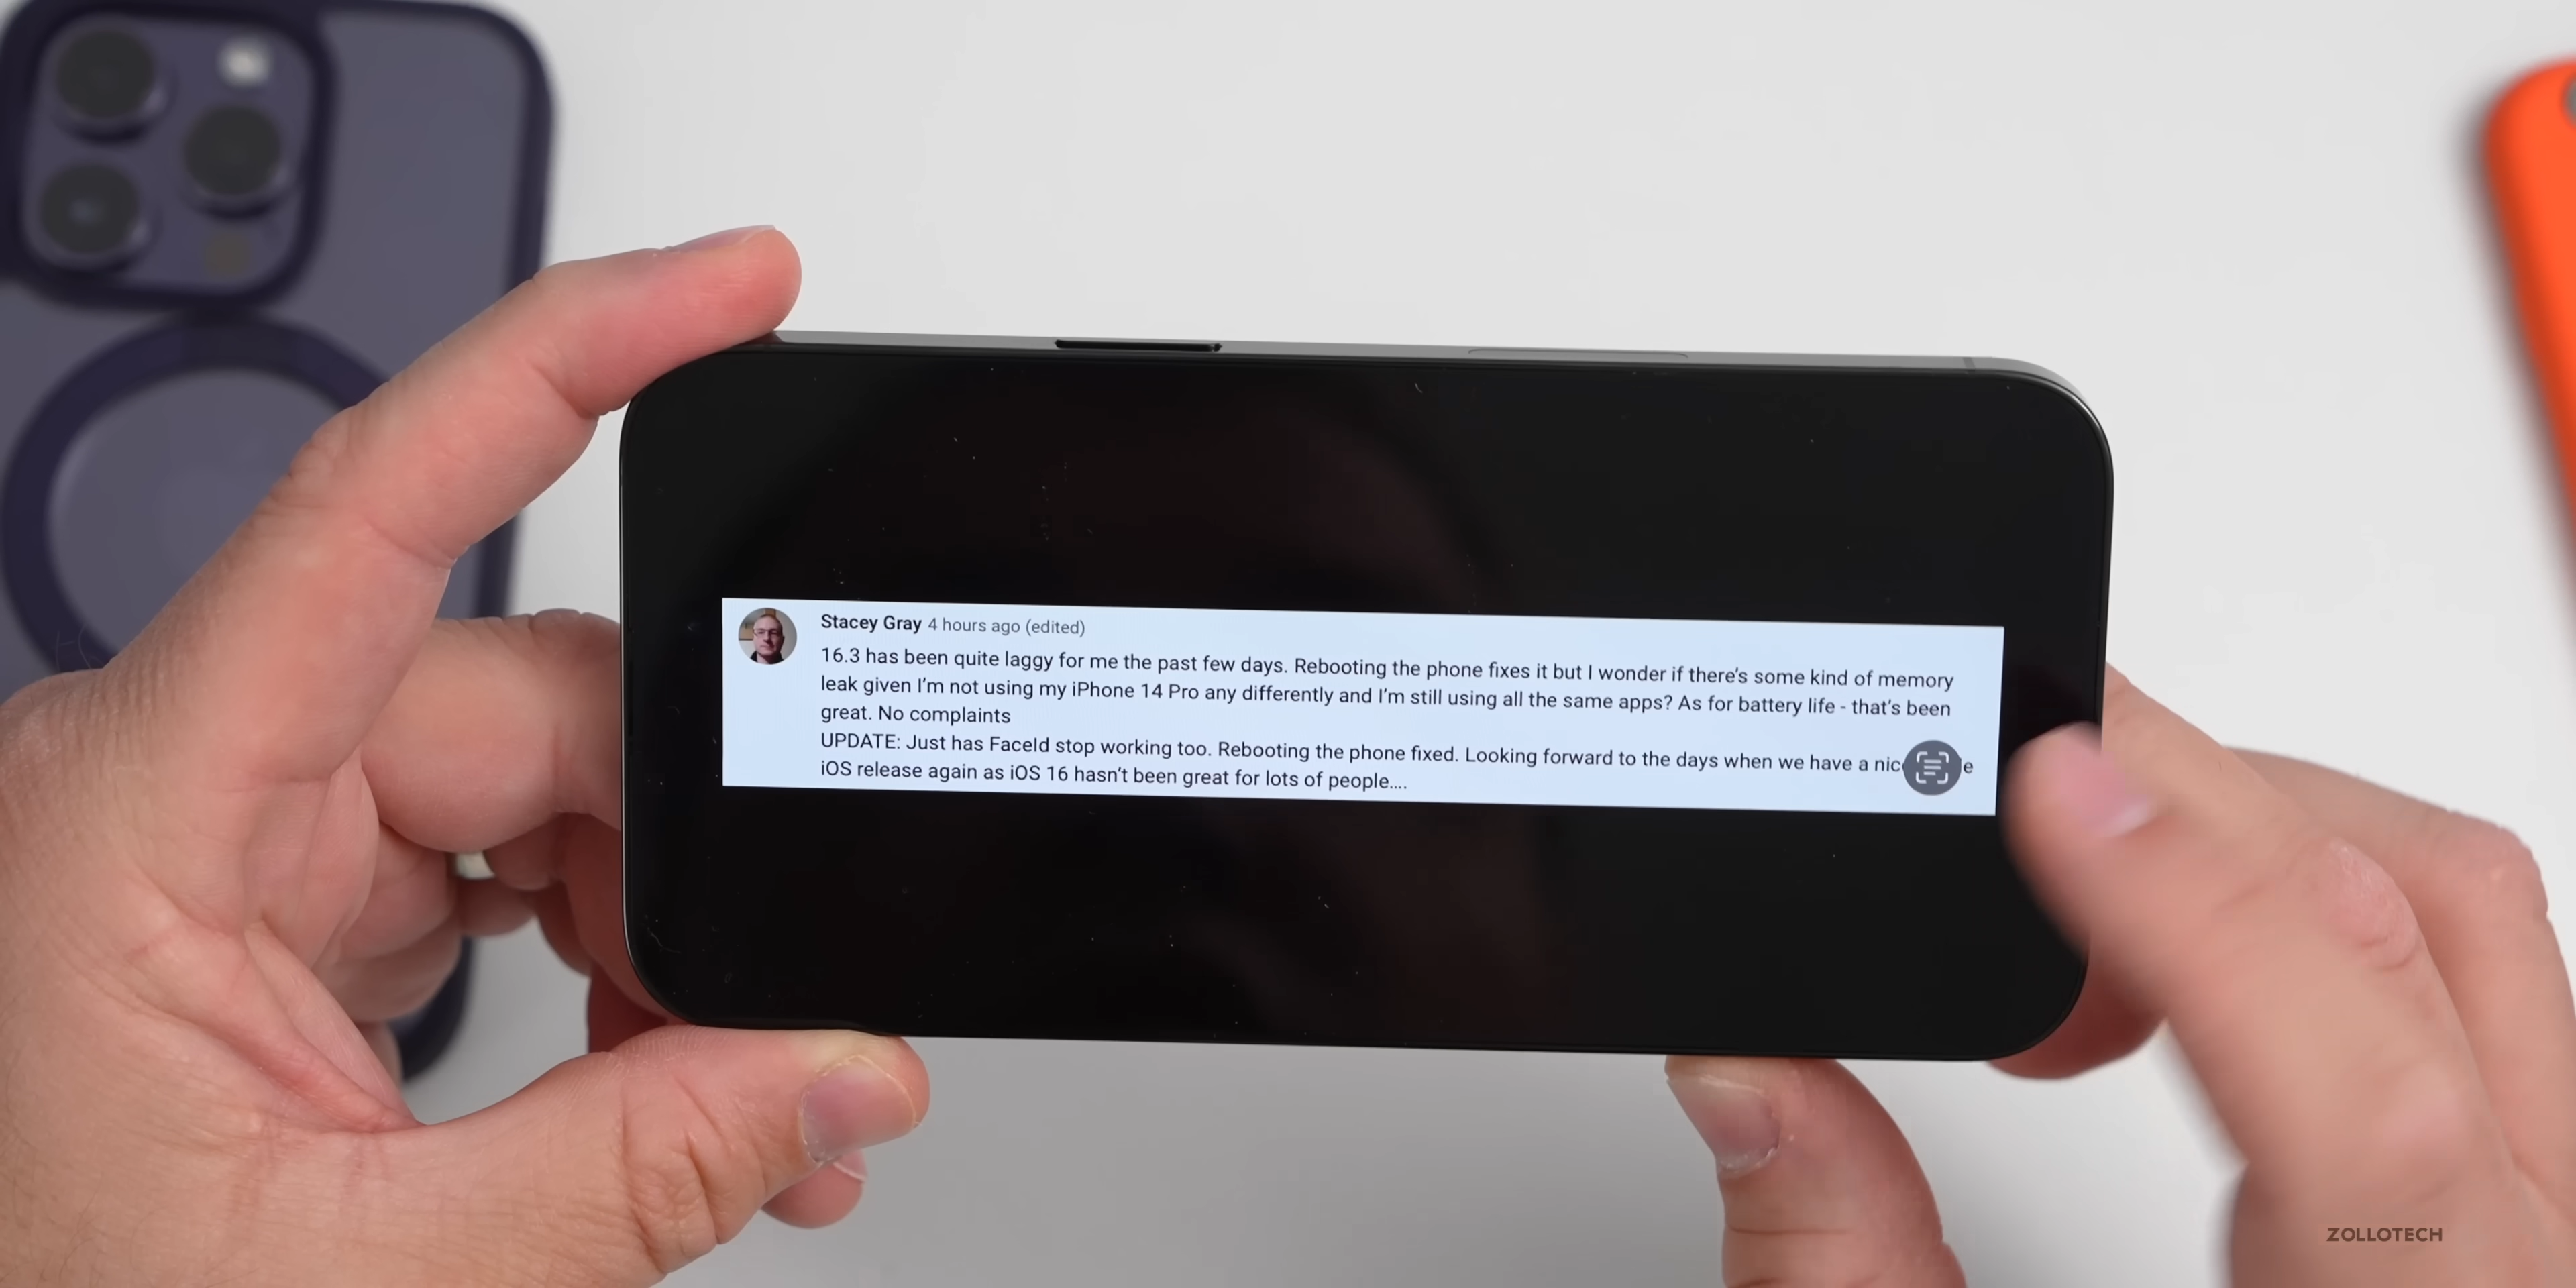 Stacey Gray 4 hours ago (edited)
16.3 has been quite laggy for me the past few days. Rebooting the phone fixes it but I wonder if there's some kind of memory
leak given I'm not using my iPhone 14 Pro any differently and I'm still using all the same apps? As for battery life - that's been
great. No complaints
UPDATE: Just has FaceId stop working too. Rebooting the phone fixed. Looking forward to the days when we have a
iOS release again as iOS 16 hasn't been great for lots of people....
ZOLLOTECH